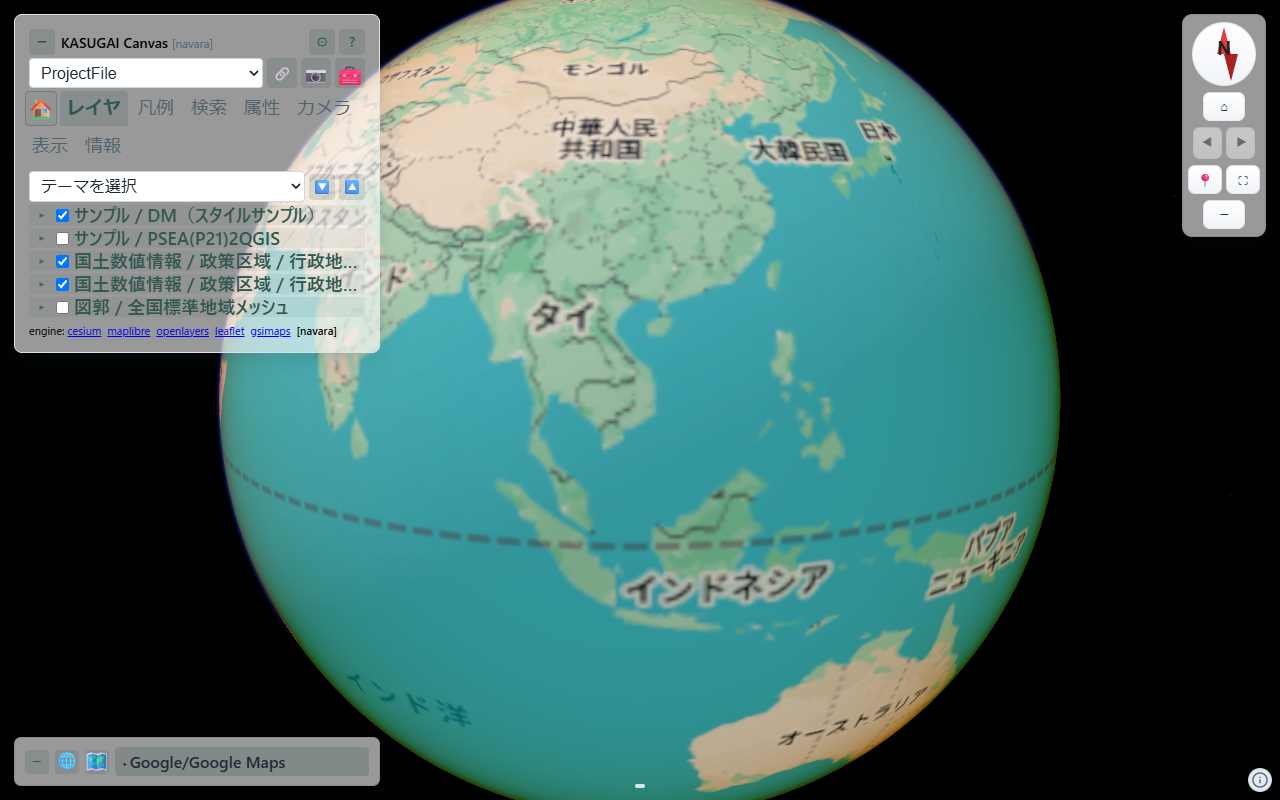 KASUGAI Canvas [navara]
?
ProjectFile
レイヤ 凡例 検索 属性 カメラ
表示 情報
テーマを選択
サンプル / DM（スタイルサンプル）
サンプル / PSEA(P21)2QGIS
国土数値情報 / 政策区域 / 行政地...
国土数値情報 / 政策区域 / 行政地...
図郭 / 全国標準地域メッシュ
engine: cesium maplibre openlayers leaflet gsimaps [navara]
N
モンゴル
中華人民
共和国
大韓民国
日本
タイ
インドネシア
パプア
ニューギニア
インド洋
オーストラリア
Google/Google Maps